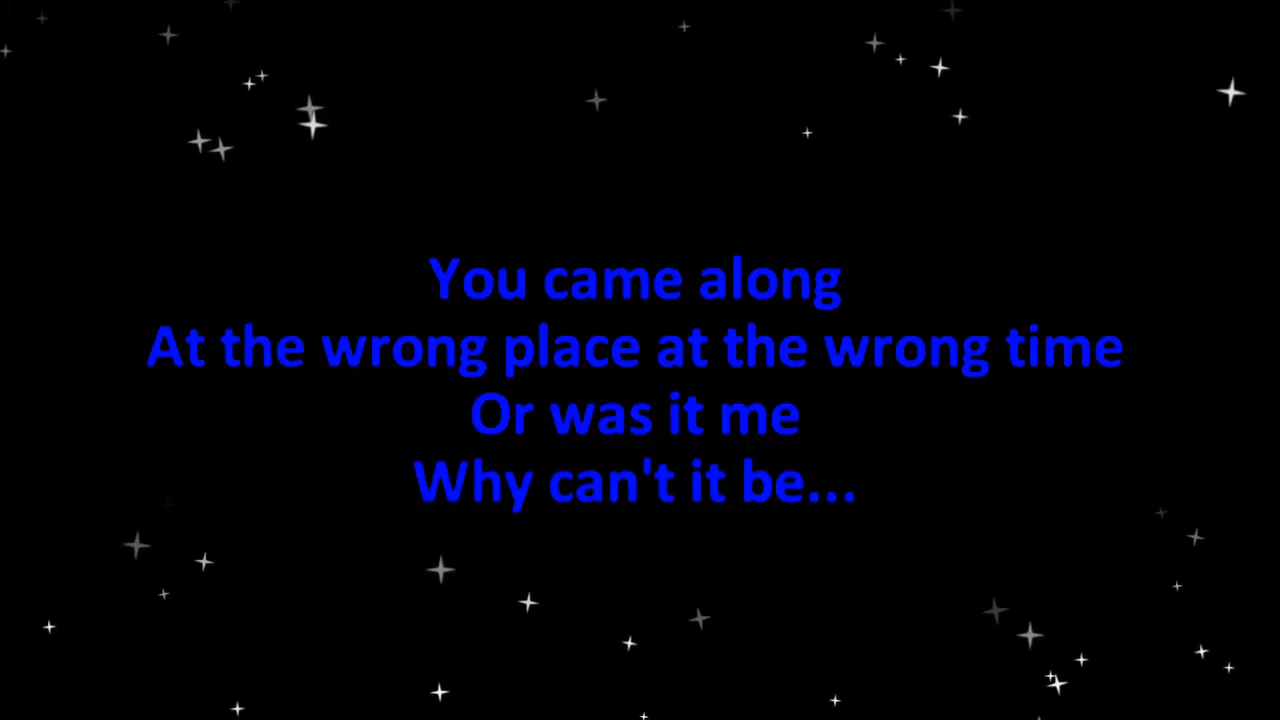 You came along
At the wrong place at the wrong time
Or was it me
Why can't it be...